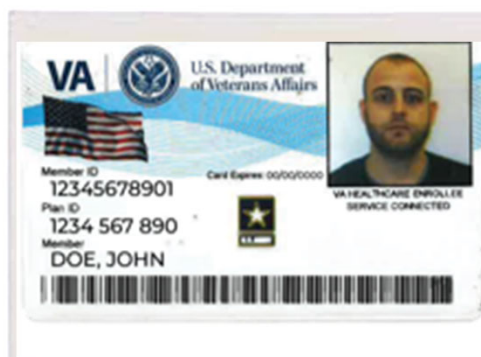 VA
U.S. Department
of Veterans Affairs
Member ID
12345678901
Card Expires: 00/00/0000
Plan ID
1234 567 890
Member
DOE, JOHN
VA HEALTHCARE ENROLLEE
SERVICE CONNECTED